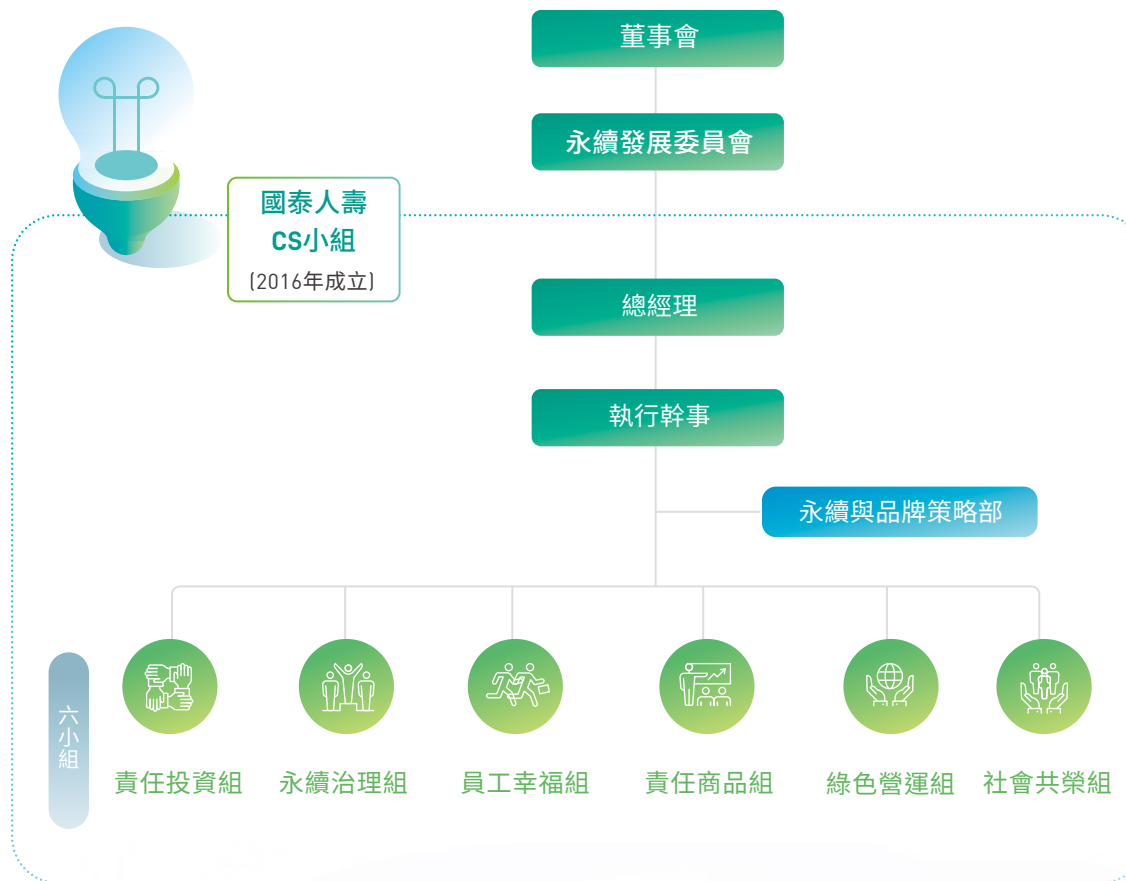 董事會
永續發展委員會
國泰人壽
CS小組
(2016年成立)
總經理
執行幹事
永續與品牌策略部
六小組
責任投資組
永續治理組
員工幸福組
責任商品組
綠色營運組
社會共榮組